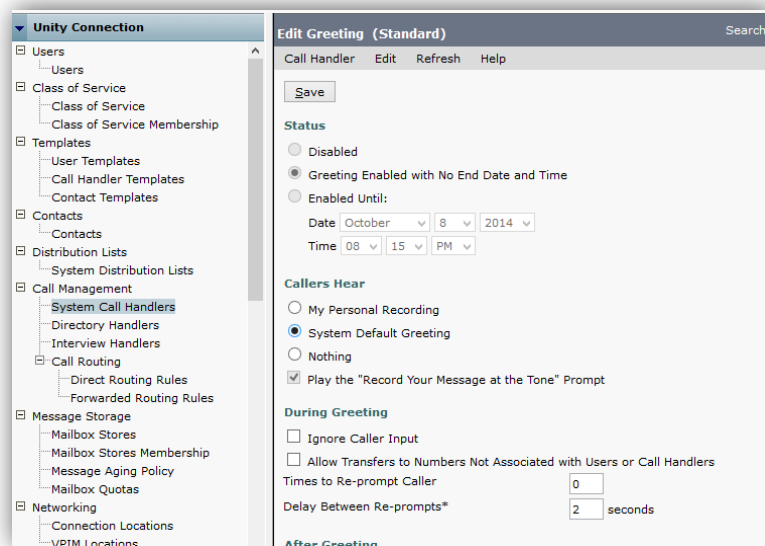 Unity Connection
Users
Users
Class of Service
Class of Service
Class of Service Membership
Templates
User Templates
Call Handler Templates
Contact Templates
Contacts
Contacts
Distribution Lists
System Distribution Lists
Call Management
System Call Handlers
Directory Handlers
Interview Handlers
Call Routing
Direct Routing Rules
Forwarded Routing Rules
Message Storage
Mailbox Stores
Mailbox Stores Membership
Message Aging Policy
Mailbox Quotas
Networking
Connection Locations
VPIM Locations
Edit Greeting (Standard) Search
Call Handler Edit Refresh Help
Save
Status
Disabled
Greeting Enabled with No End Date and Time
Enabled Until:
Date October 8 2014
Time 08 15 PM
Callers Hear
My Personal Recording
System Default Greeting
Nothing
Play the "Record Your Message at the Tone" Prompt
During Greeting
Ignore Caller Input
Allow Transfers to Numbers Not Associated with Users or Call Handlers
Times to Re-prompt Caller 0
Delay Between Re-prompts* 2 seconds
After Greeting